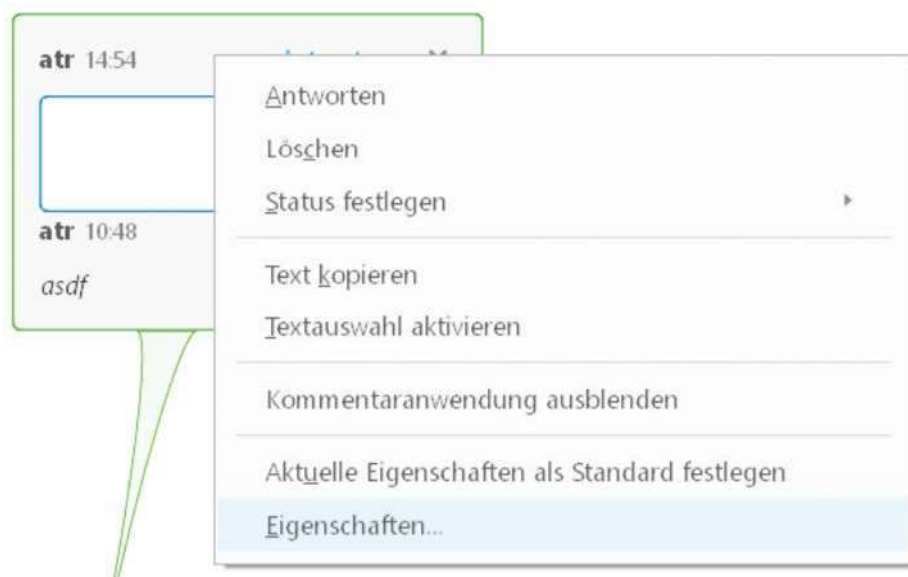 atr 14:54
Antworten
Löschen
Status festlegen
atr 10:48
asdf
Text kopieren
Textauswahl aktivieren
Kommentaranwendung ausblenden
Aktuelle Eigenschaften als Standard festlegen
Eigenschaften...